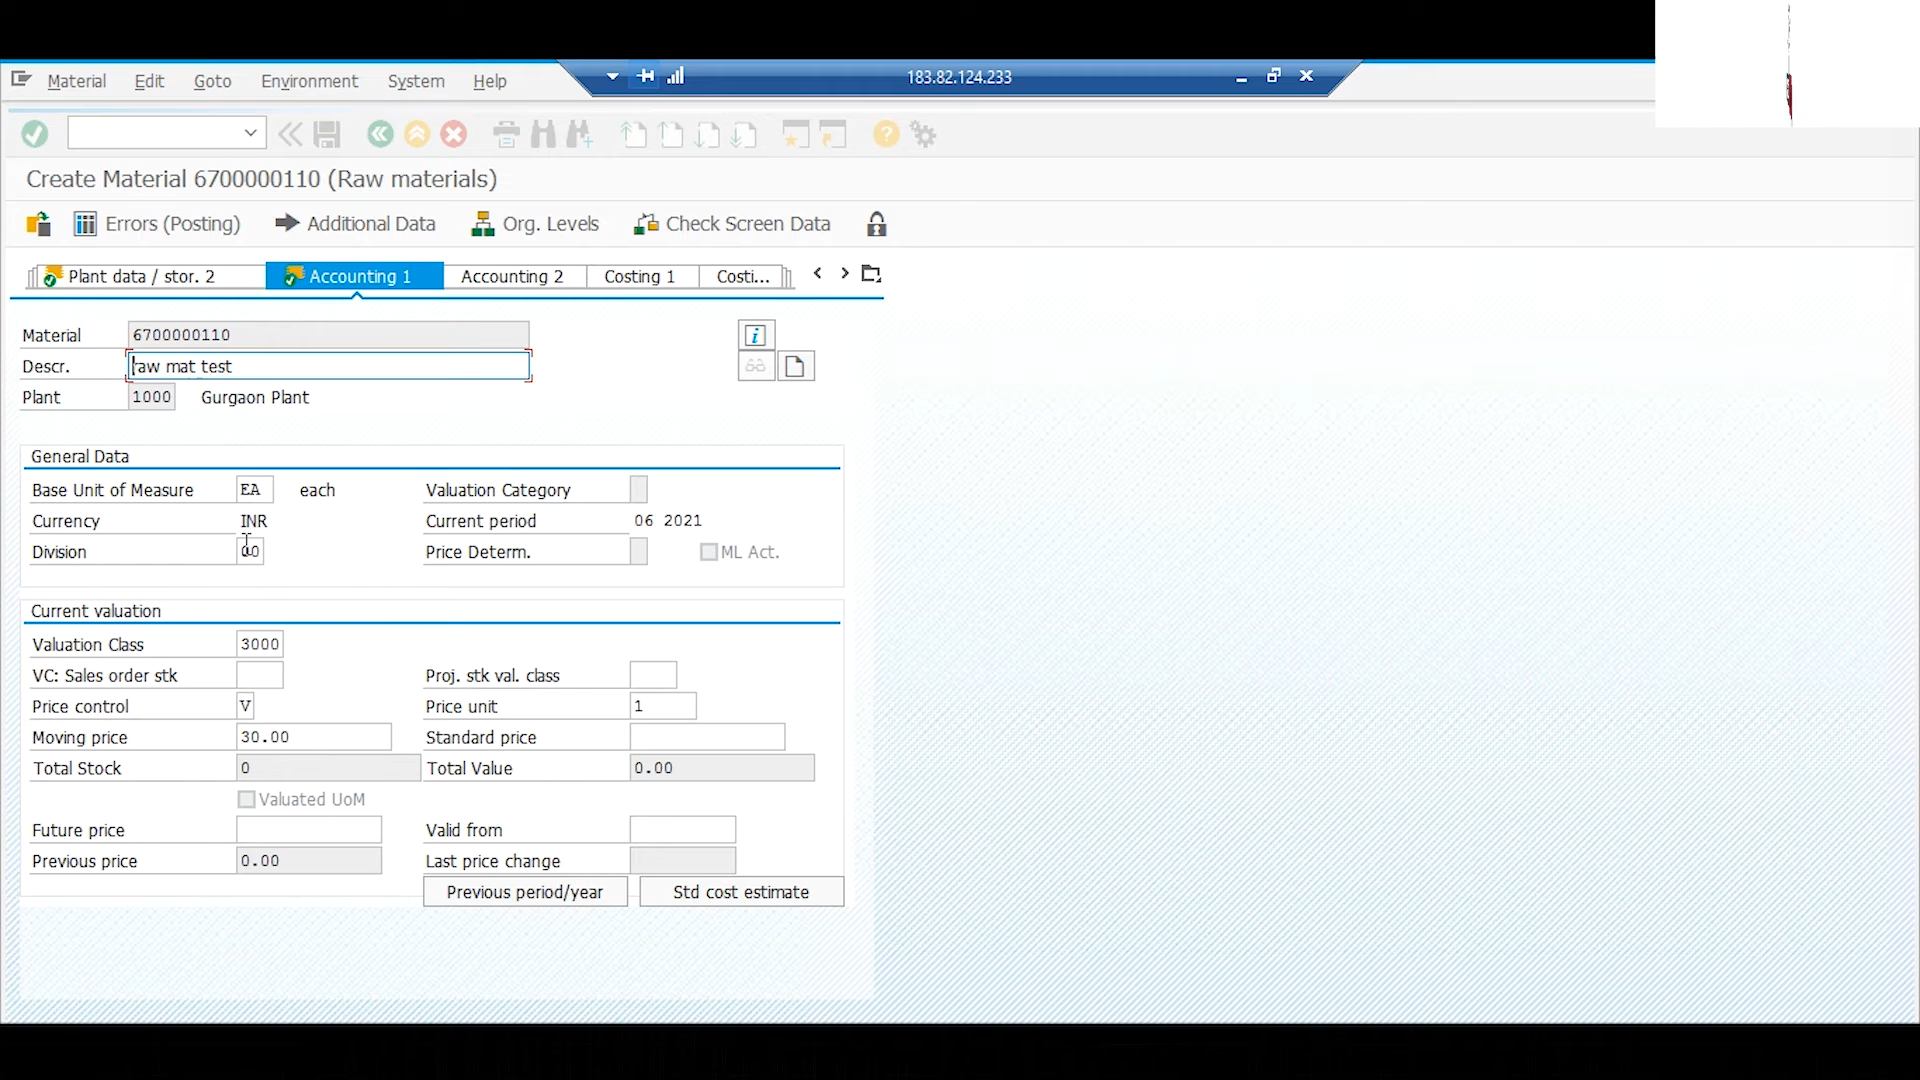 183.82.124.233
Material Edit Goto Environment System Help
Create Material 6700000110 (Raw materials)
Errors (Posting) Additional Data Org. Levels Check Screen Data
Plant data / stor. 2 Accounting 1 Accounting 2 Costing 1 Costi...
Material 6700000110
Descr. raw mat test
Plant 1000 Gurgaon Plant
General Data
Base Unit of Measure EA each Valuation Category
Currency INR Current period 06 2021
Division 00 Price Determ. ML Act.
Current valuation
Valuation Class 3000
VC: Sales order stk Proj. stk val. class
Price control V Price unit 1
Moving price 30.00 Standard price
Total Stock 0 Total Value 0.00
Valuated UoM
Future price Valid from
Previous price 0.00 Last price change
Previous period/year Std cost estimate